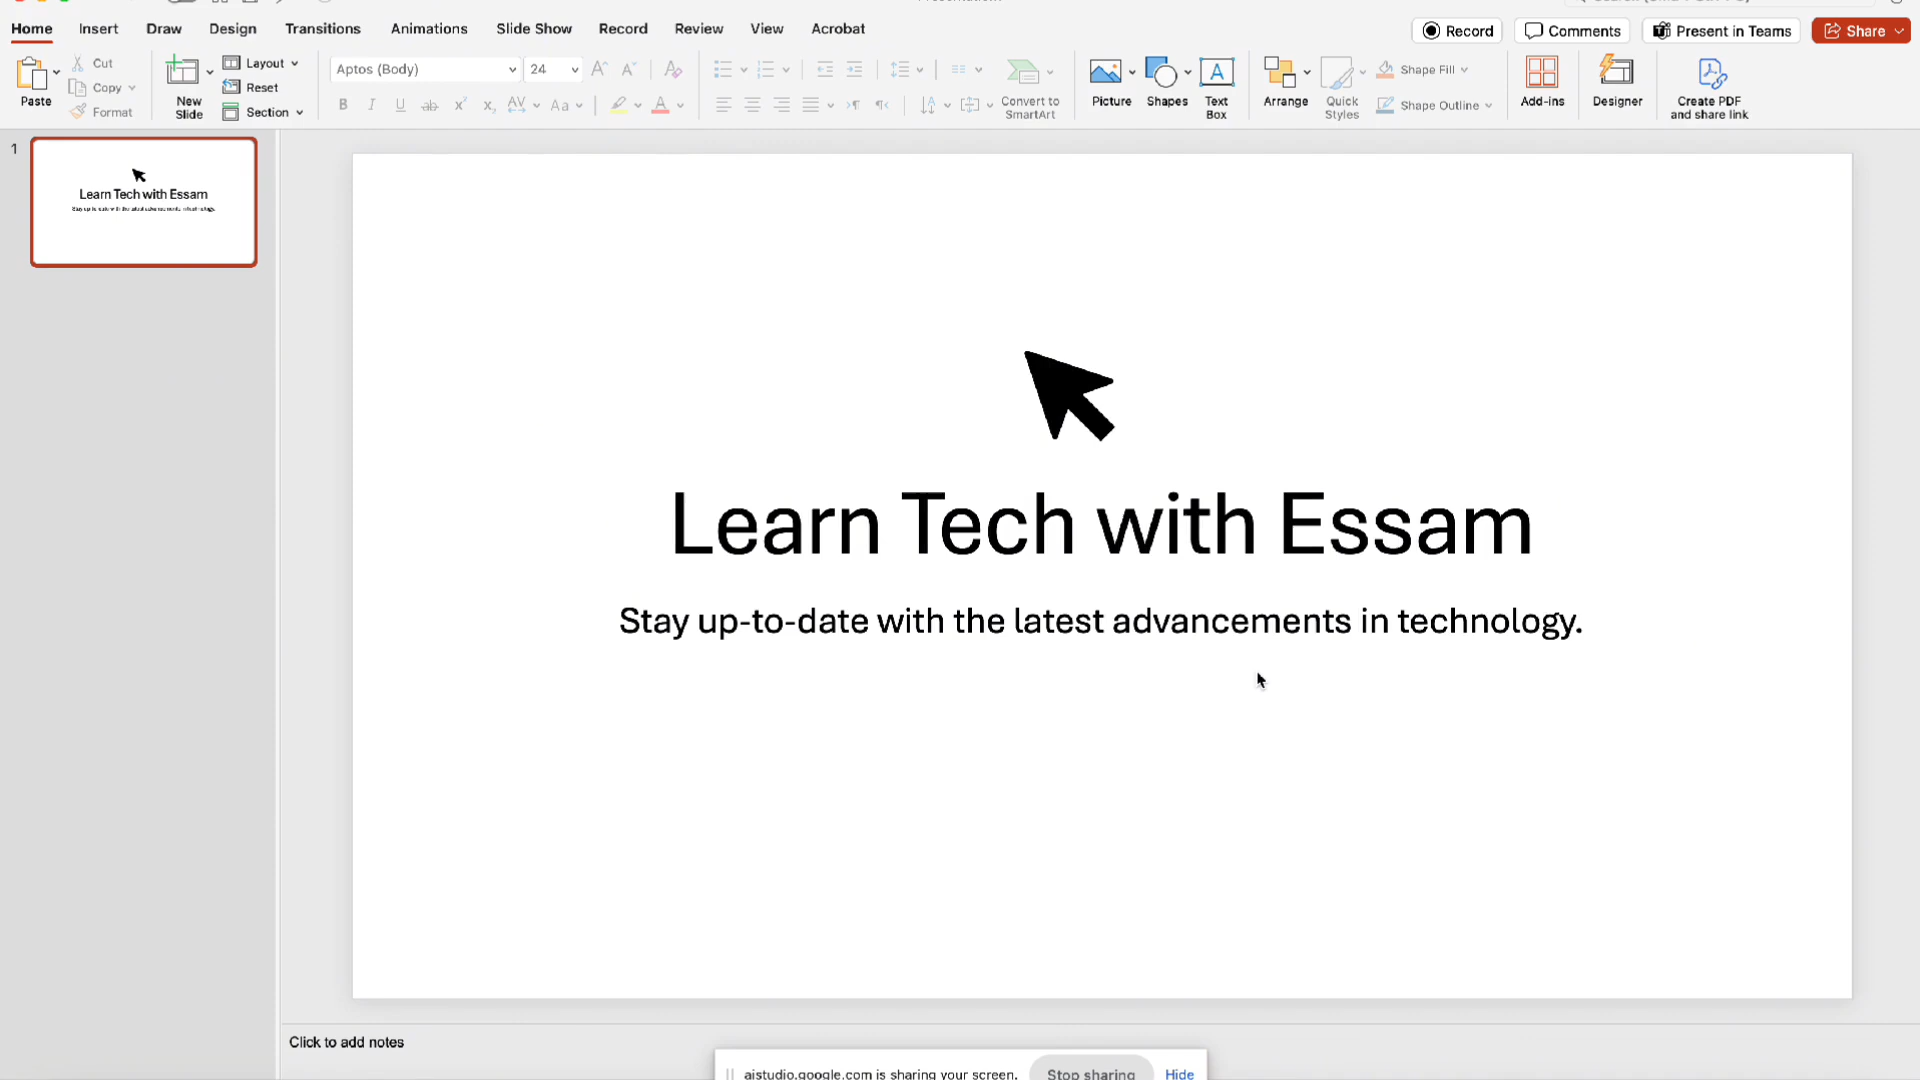 Home Insert Draw Design Transitions Animations Slide Show Record Review View Acrobat Record Comments Present in Teams Share
Paste Cut Copy Format
New Slide
Layout
Reset
Section
Aptos (Body) 24
Convert to SmartArt
Picture Shapes Text Box
Arrange Quick Styles
Shape Fill
Shape Outline
Add-ins Designer
Create PDF and share link
1
Learn Tech with Essam
Stay up-to-date with the latest advancements in technology.
Learn Tech with Essam
Stay up-to-date with the latest advancements in technology.
Click to add notes
aistudio.google.com is sharing your screen. Stop sharing Hide